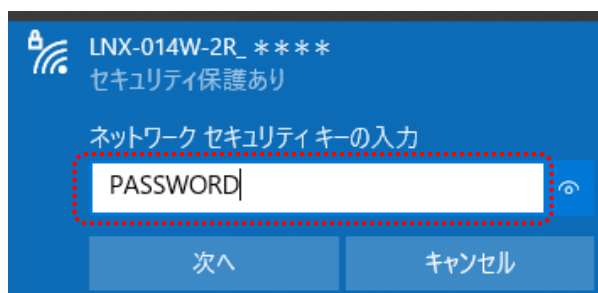 LNX-014W-2R_ ****
セキュリティ保護あり
ネットワーク セキュリティ キーの入力
PASSWORD
次へ
キャンセル